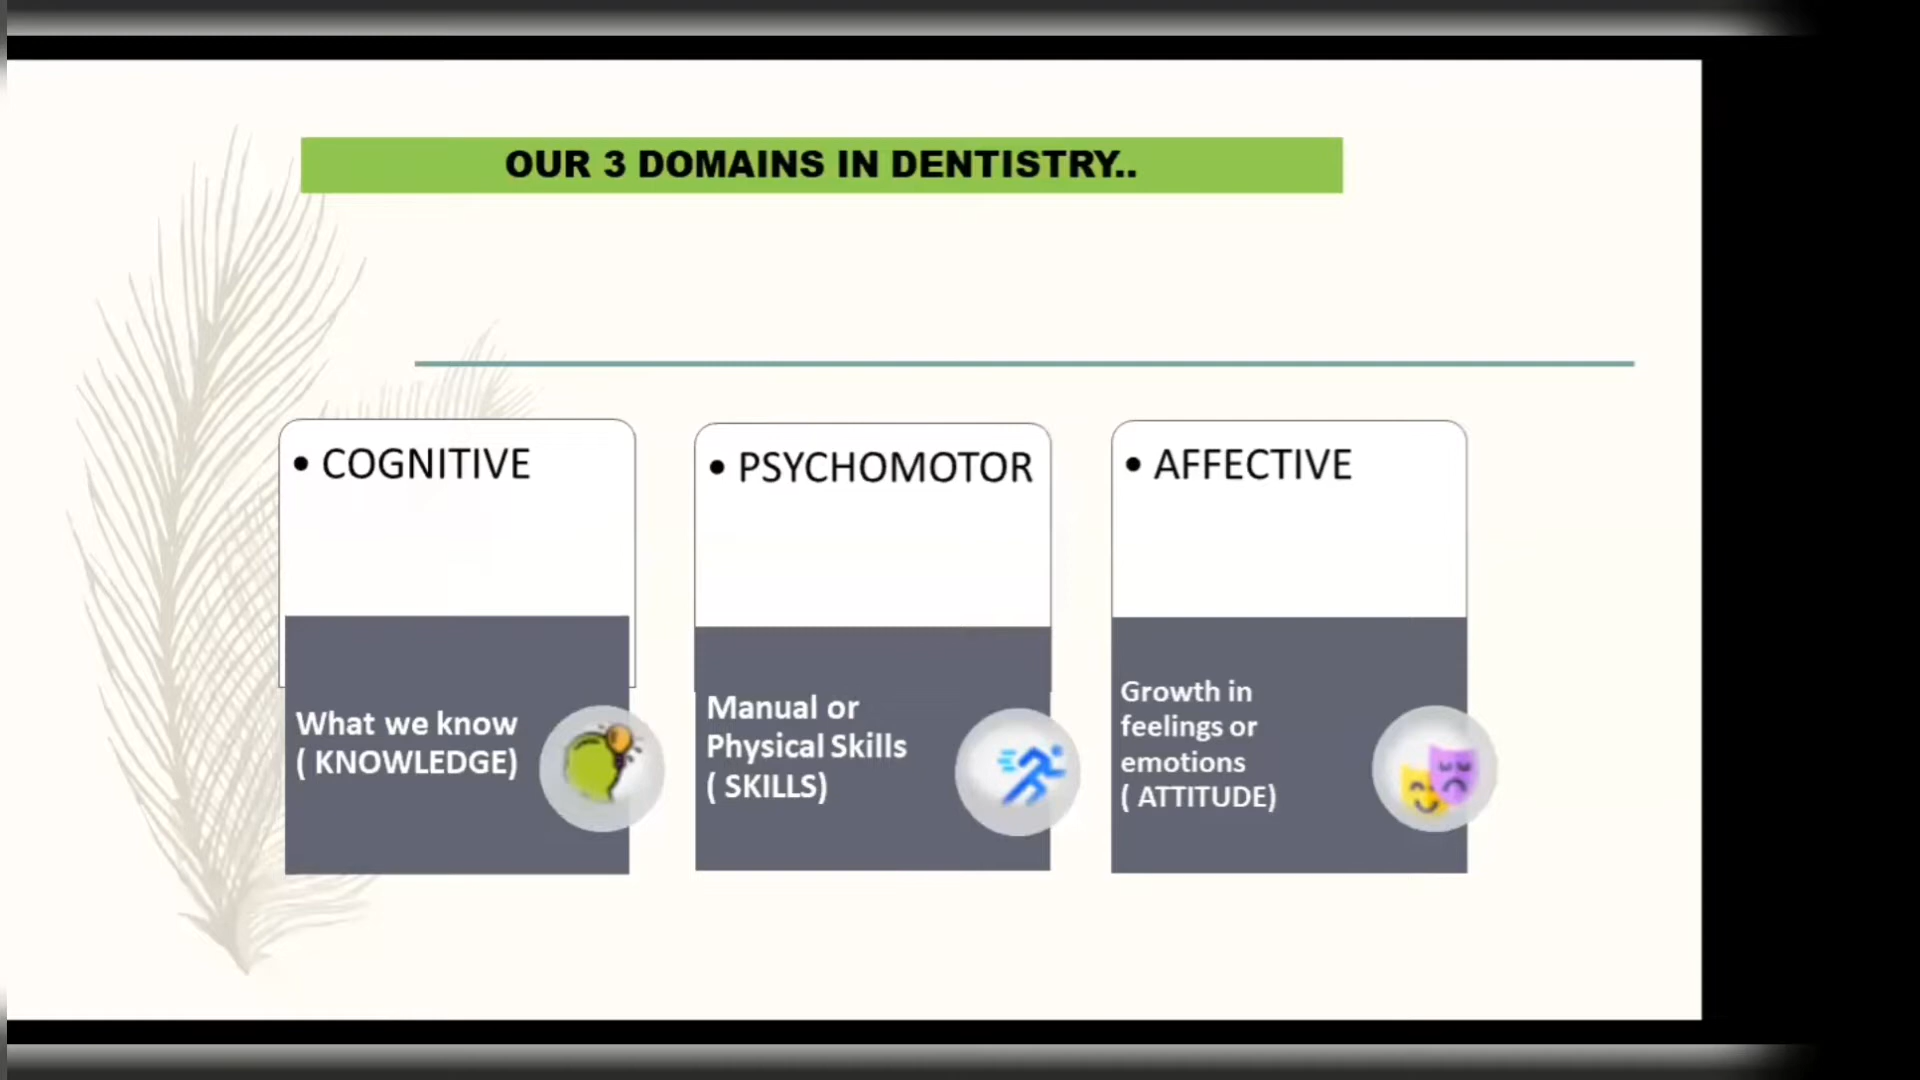 OUR 3 DOMAINS IN DENTISTRY..
• COGNITIVE
What we know
( KNOWLEDGE)
• PSYCHOMOTOR
Manual or
Physical Skills
( SKILLS)
• AFFECTIVE
Growth in
feelings or
emotions
( ATTITUDE)